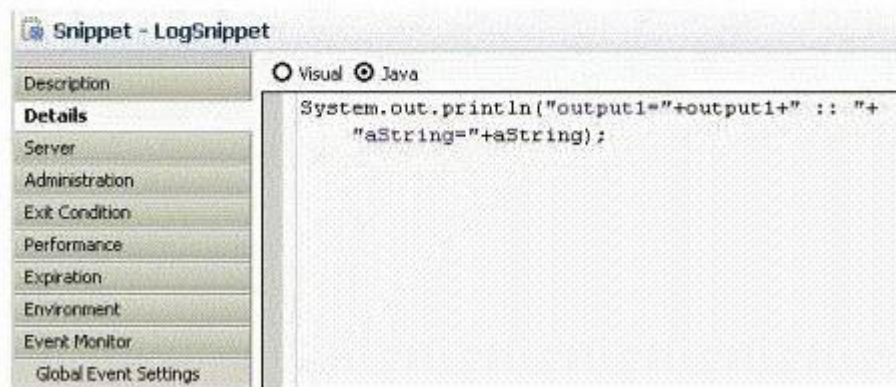 Snippet - LogSnippet
Description
Details
Server
Administration
Exit Condition
Performance
Expiration
Environment
Event Monitor
Global Event Settings
Visual Java
System.out.println("output1="+output1+" :: "+
"aString="+aString);